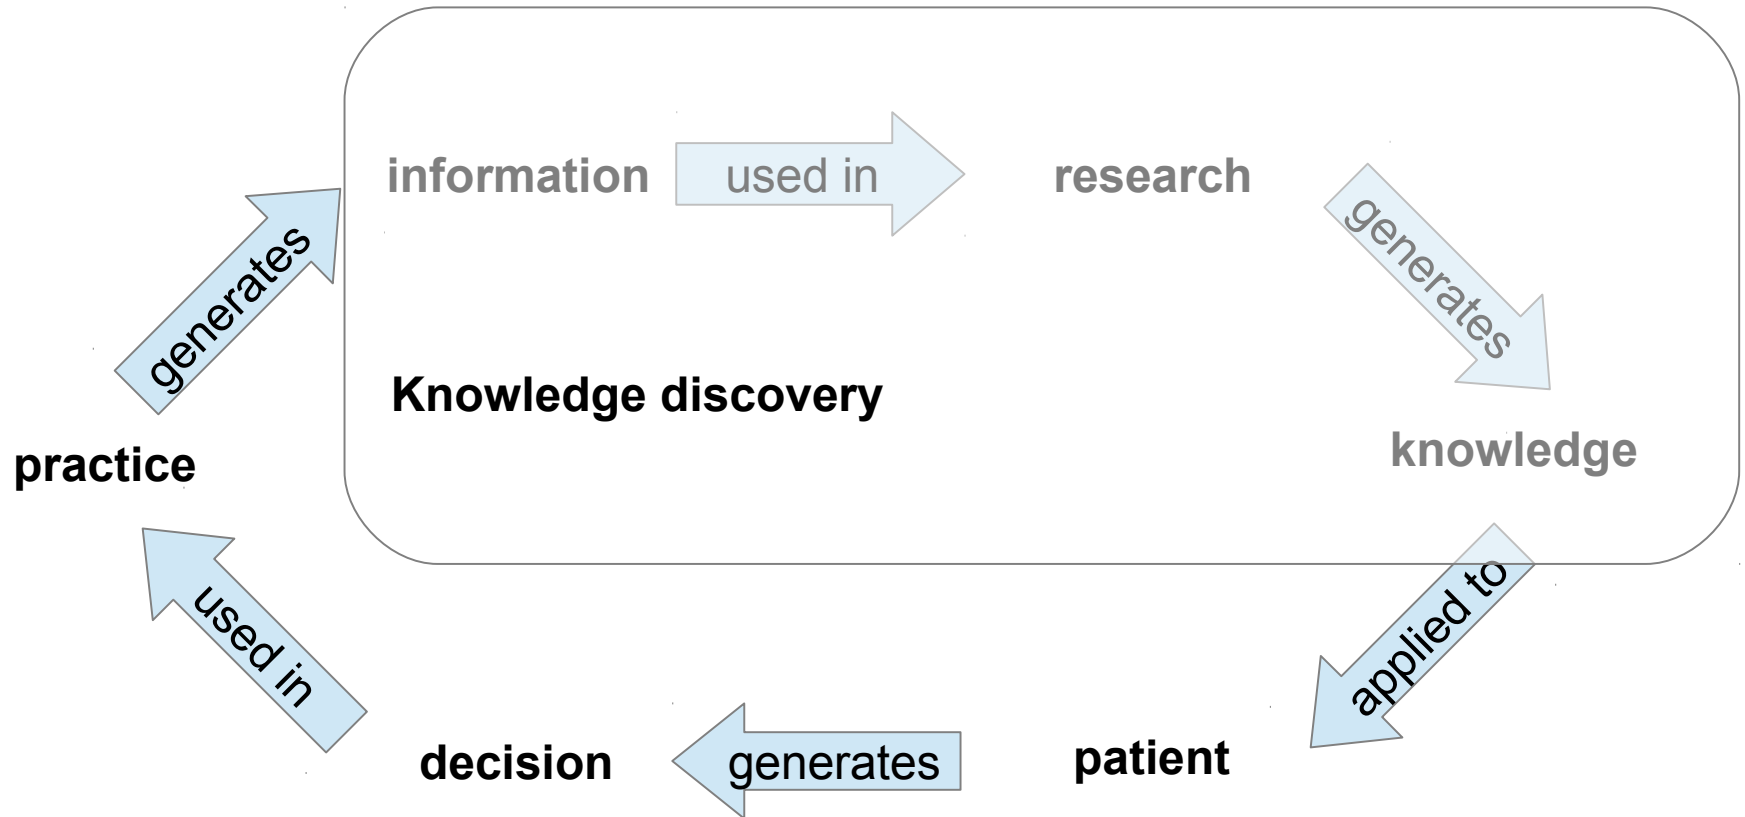 information
used in
research
generates
generates
Knowledge discovery
knowledge
practice
used in
applied to
decision
generates
patient